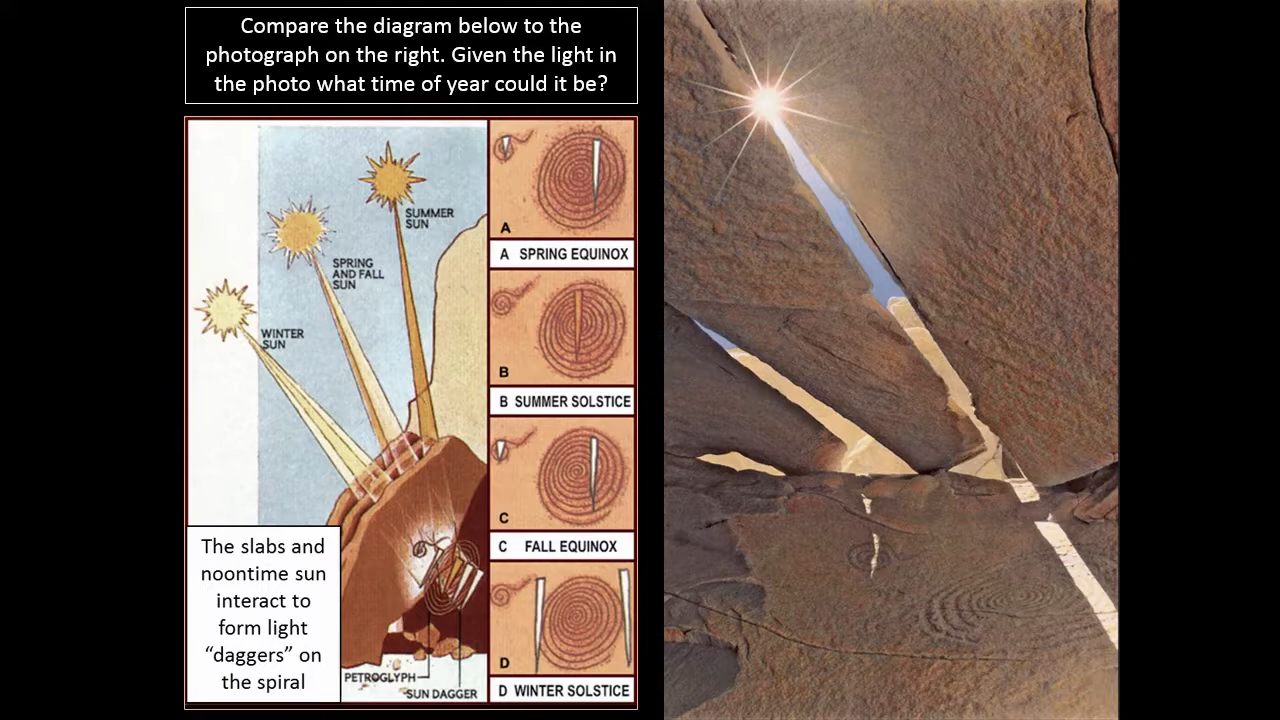 Compare the diagram below to the
photograph on the right. Given the light in
the photo what time of year could it be?
SUMMER
SUN
SPRING
AND FALL
SUN
WINTER
SUN
The slabs and
noontime sun
interact to
form light
“daggers” on
the spiral
PETROGLYPH
SUN DAGGER
A
A SPRING EQUINOX
B
B SUMMER SOLSTICE
C
C FALL EQUINOX
D
D WINTER SOLSTICE